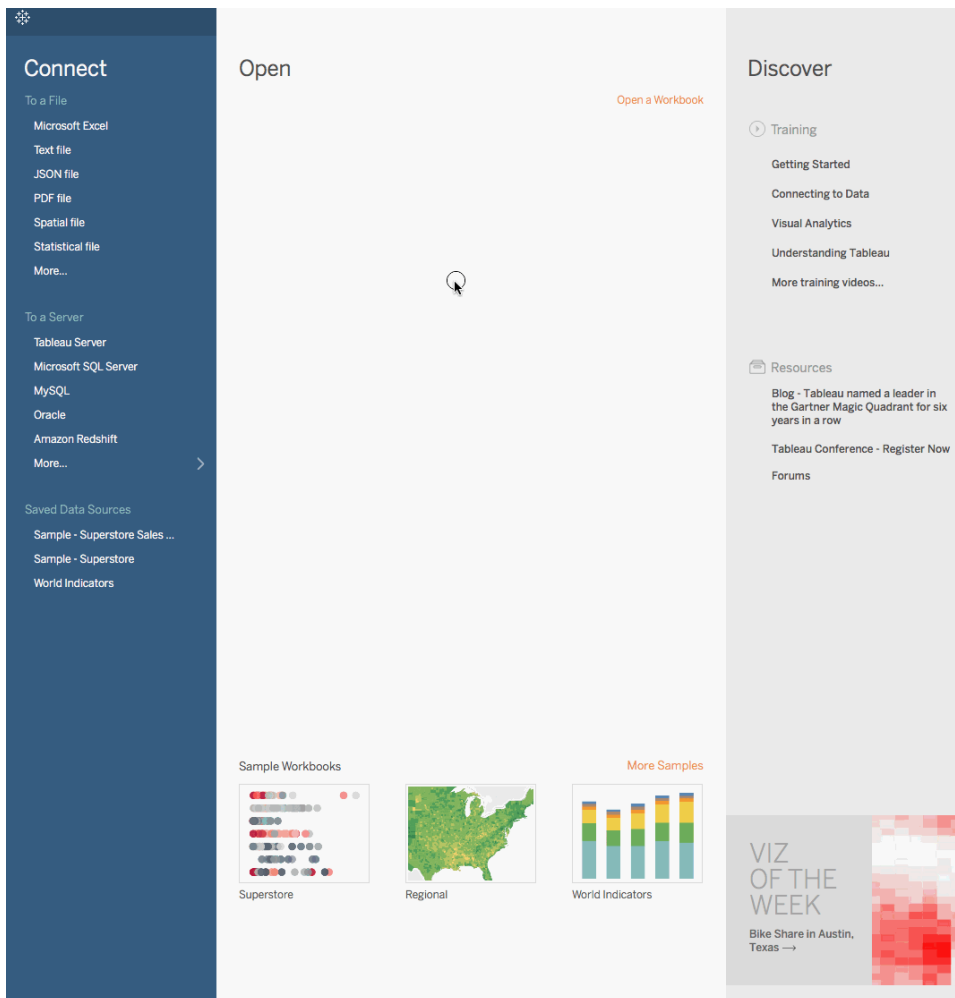 Connect
To a File
Microsoft Excel
Text file
JSON file
PDF file
Spatial file
Statistical file
More...
To a Server
Tableau Server
Microsoft SQL Server
MySQL
Oracle
Amazon Redshift
More...
Saved Data Sources
Sample - Superstore Sales ...
Sample - Superstore
World Indicators
Open
Open a Workbook
Sample Workbooks
More Samples
Superstore
Regional
World Indicators
Discover
Training
Getting Started
Connecting to Data
Visual Analytics
Understanding Tableau
More training videos...
Resources
Blog - Tableau named a leader in
the Gartner Magic Quadrant for six
years in a row
Tableau Conference - Register Now
Forums
VIZ
OF THE
WEEK
Bike Share in Austin,
Texas →